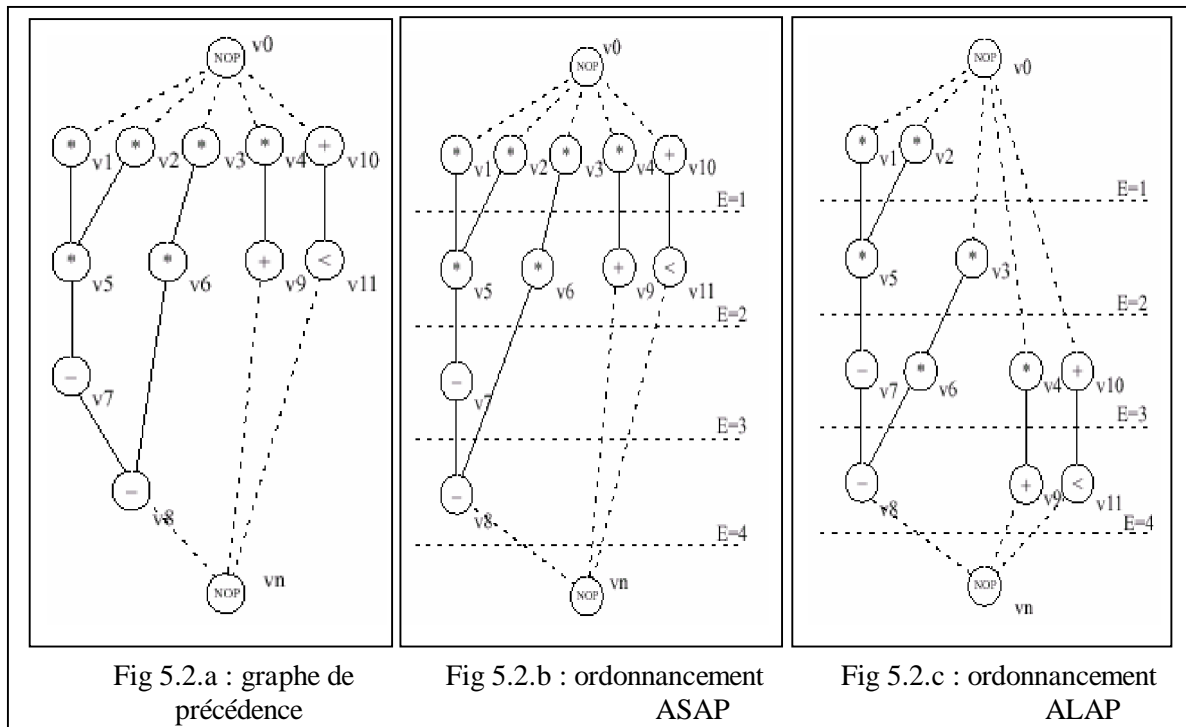 NOP v0
* v1 * v2 * v3 * v4 + v10
* v5 * v6 + v9 < v11
− v7
− v8
vn
NOP
Fig 5.2.a : graphe de
précédence
v0
NOP
* v1 * v2 * v3 * v4 + v10
E=1
* v5 * v6 + v9 < v11
E=2
− v7
E=3
− v8
E=4
NOP vn
Fig 5.2.b : ordonnancement
ASAP
NOP v0
* v1 * v2
E=1
* v5 * v3
E=2
− v7 * v6 * v4 + v10
E=3
− v8 + v9 < v11
E=4
NOP
vn
Fig 5.2.c : ordonnancement
ALAP